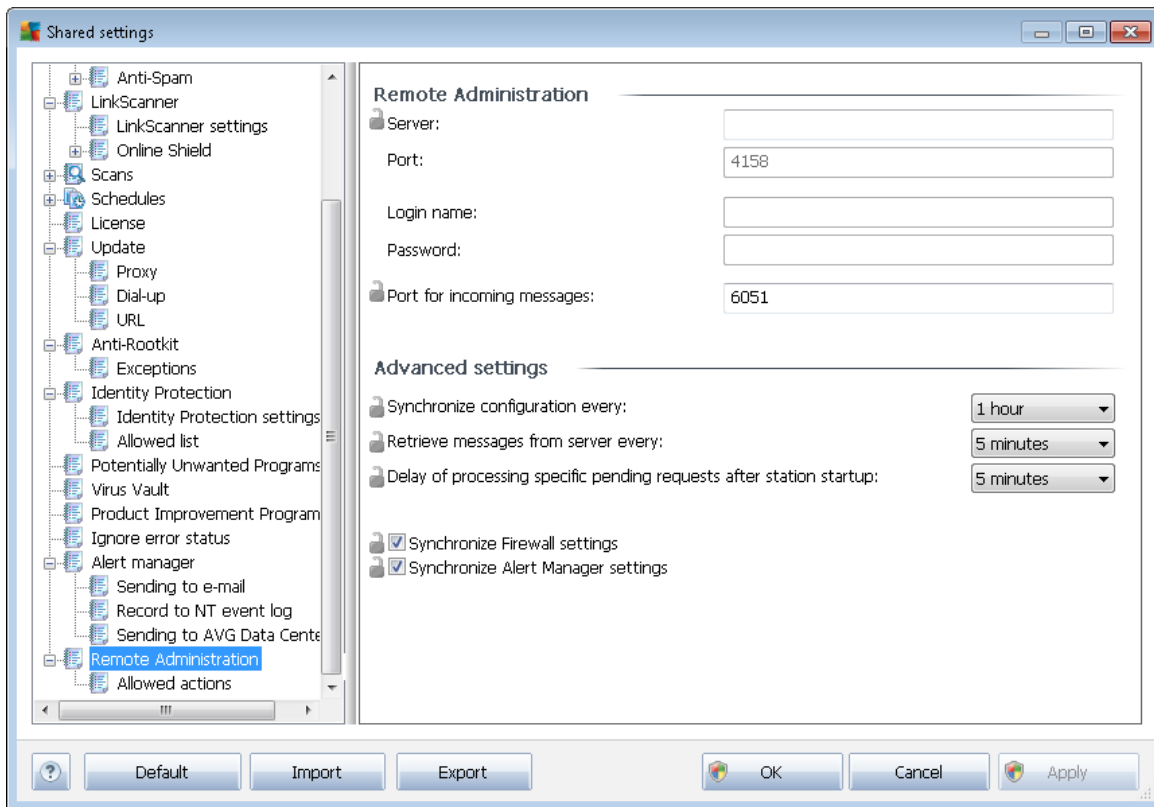 Shared settings
Anti-Spam
LinkScanner
LinkScanner settings
Online Shield
Scans
Schedules
License
Update
Proxy
Dial-up
URL
Anti-Rootkit
Exceptions
Identity Protection
Identity Protection settings
Allowed list
Potentially Unwanted Programs
Virus Vault
Product Improvement Program
Ignore error status
Alert manager
Sending to e-mail
Record to NT event log
Sending to AVG Data Cente
Remote Administration
Allowed actions
Remote Administration
Server:
Port: 4158
Login name:
Password:
Port for incoming messages: 6051
Advanced settings
Synchronize configuration every: 1 hour
Retrieve messages from server every: 5 minutes
Delay of processing specific pending requests after station startup: 5 minutes
Synchronize Firewall settings
Synchronize Alert Manager settings
? Default Import Export OK Cancel Apply